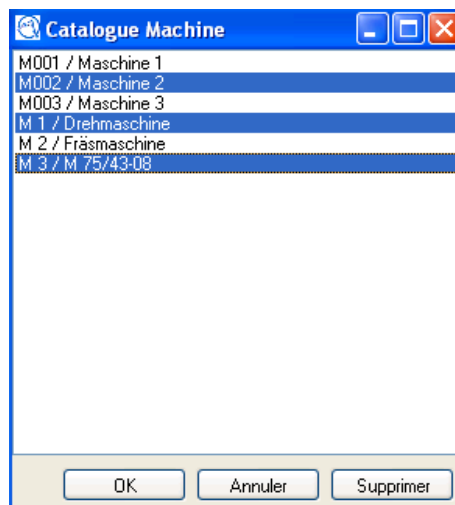 Catalogue Machine
M001 / Maschine 1
M002 / Maschine 2
M003 / Maschine 3
M 1 / Drehmaschine
M 2 / Fräsmaschine
M 3 / M 75/43-08
OK Annuler Supprimer